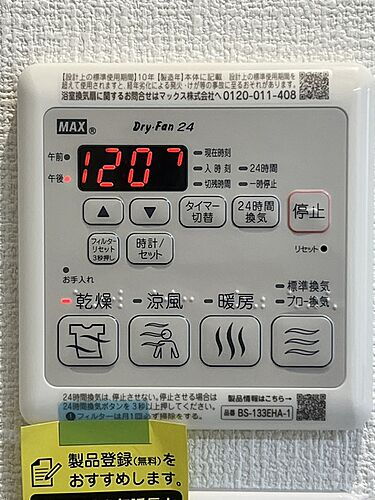 【設計上の標準使用期間】10年【製造年】本体に記載 設計上の標準使用期間を
超えて使用されますと、経年劣化による発火・けが等の事故に至るおそれがあります。
浴室換気扇に関するお問合せはマックス株式会社へ 0120-011-408
MAX® Dry-Fan 24
午前
午後
1207
現在時刻
入時刻 24時間
切残時間 一時停止
▲ ▼ タイマー切替 24時間換気 停止
フィルターリセット3秒押し 時計/セット
リセット
お手入れ
標準換気
乾燥 涼風 暖房 フロー換気
24時間換気は、停止させない。停止させる場合は
24時間換気ボタンを3秒以上押してください。
フィルターは月1回必ず掃除をする。
製品情報はこちら→
品番 BS-133EHA-1
製品登録(無料)を
おすすめします。